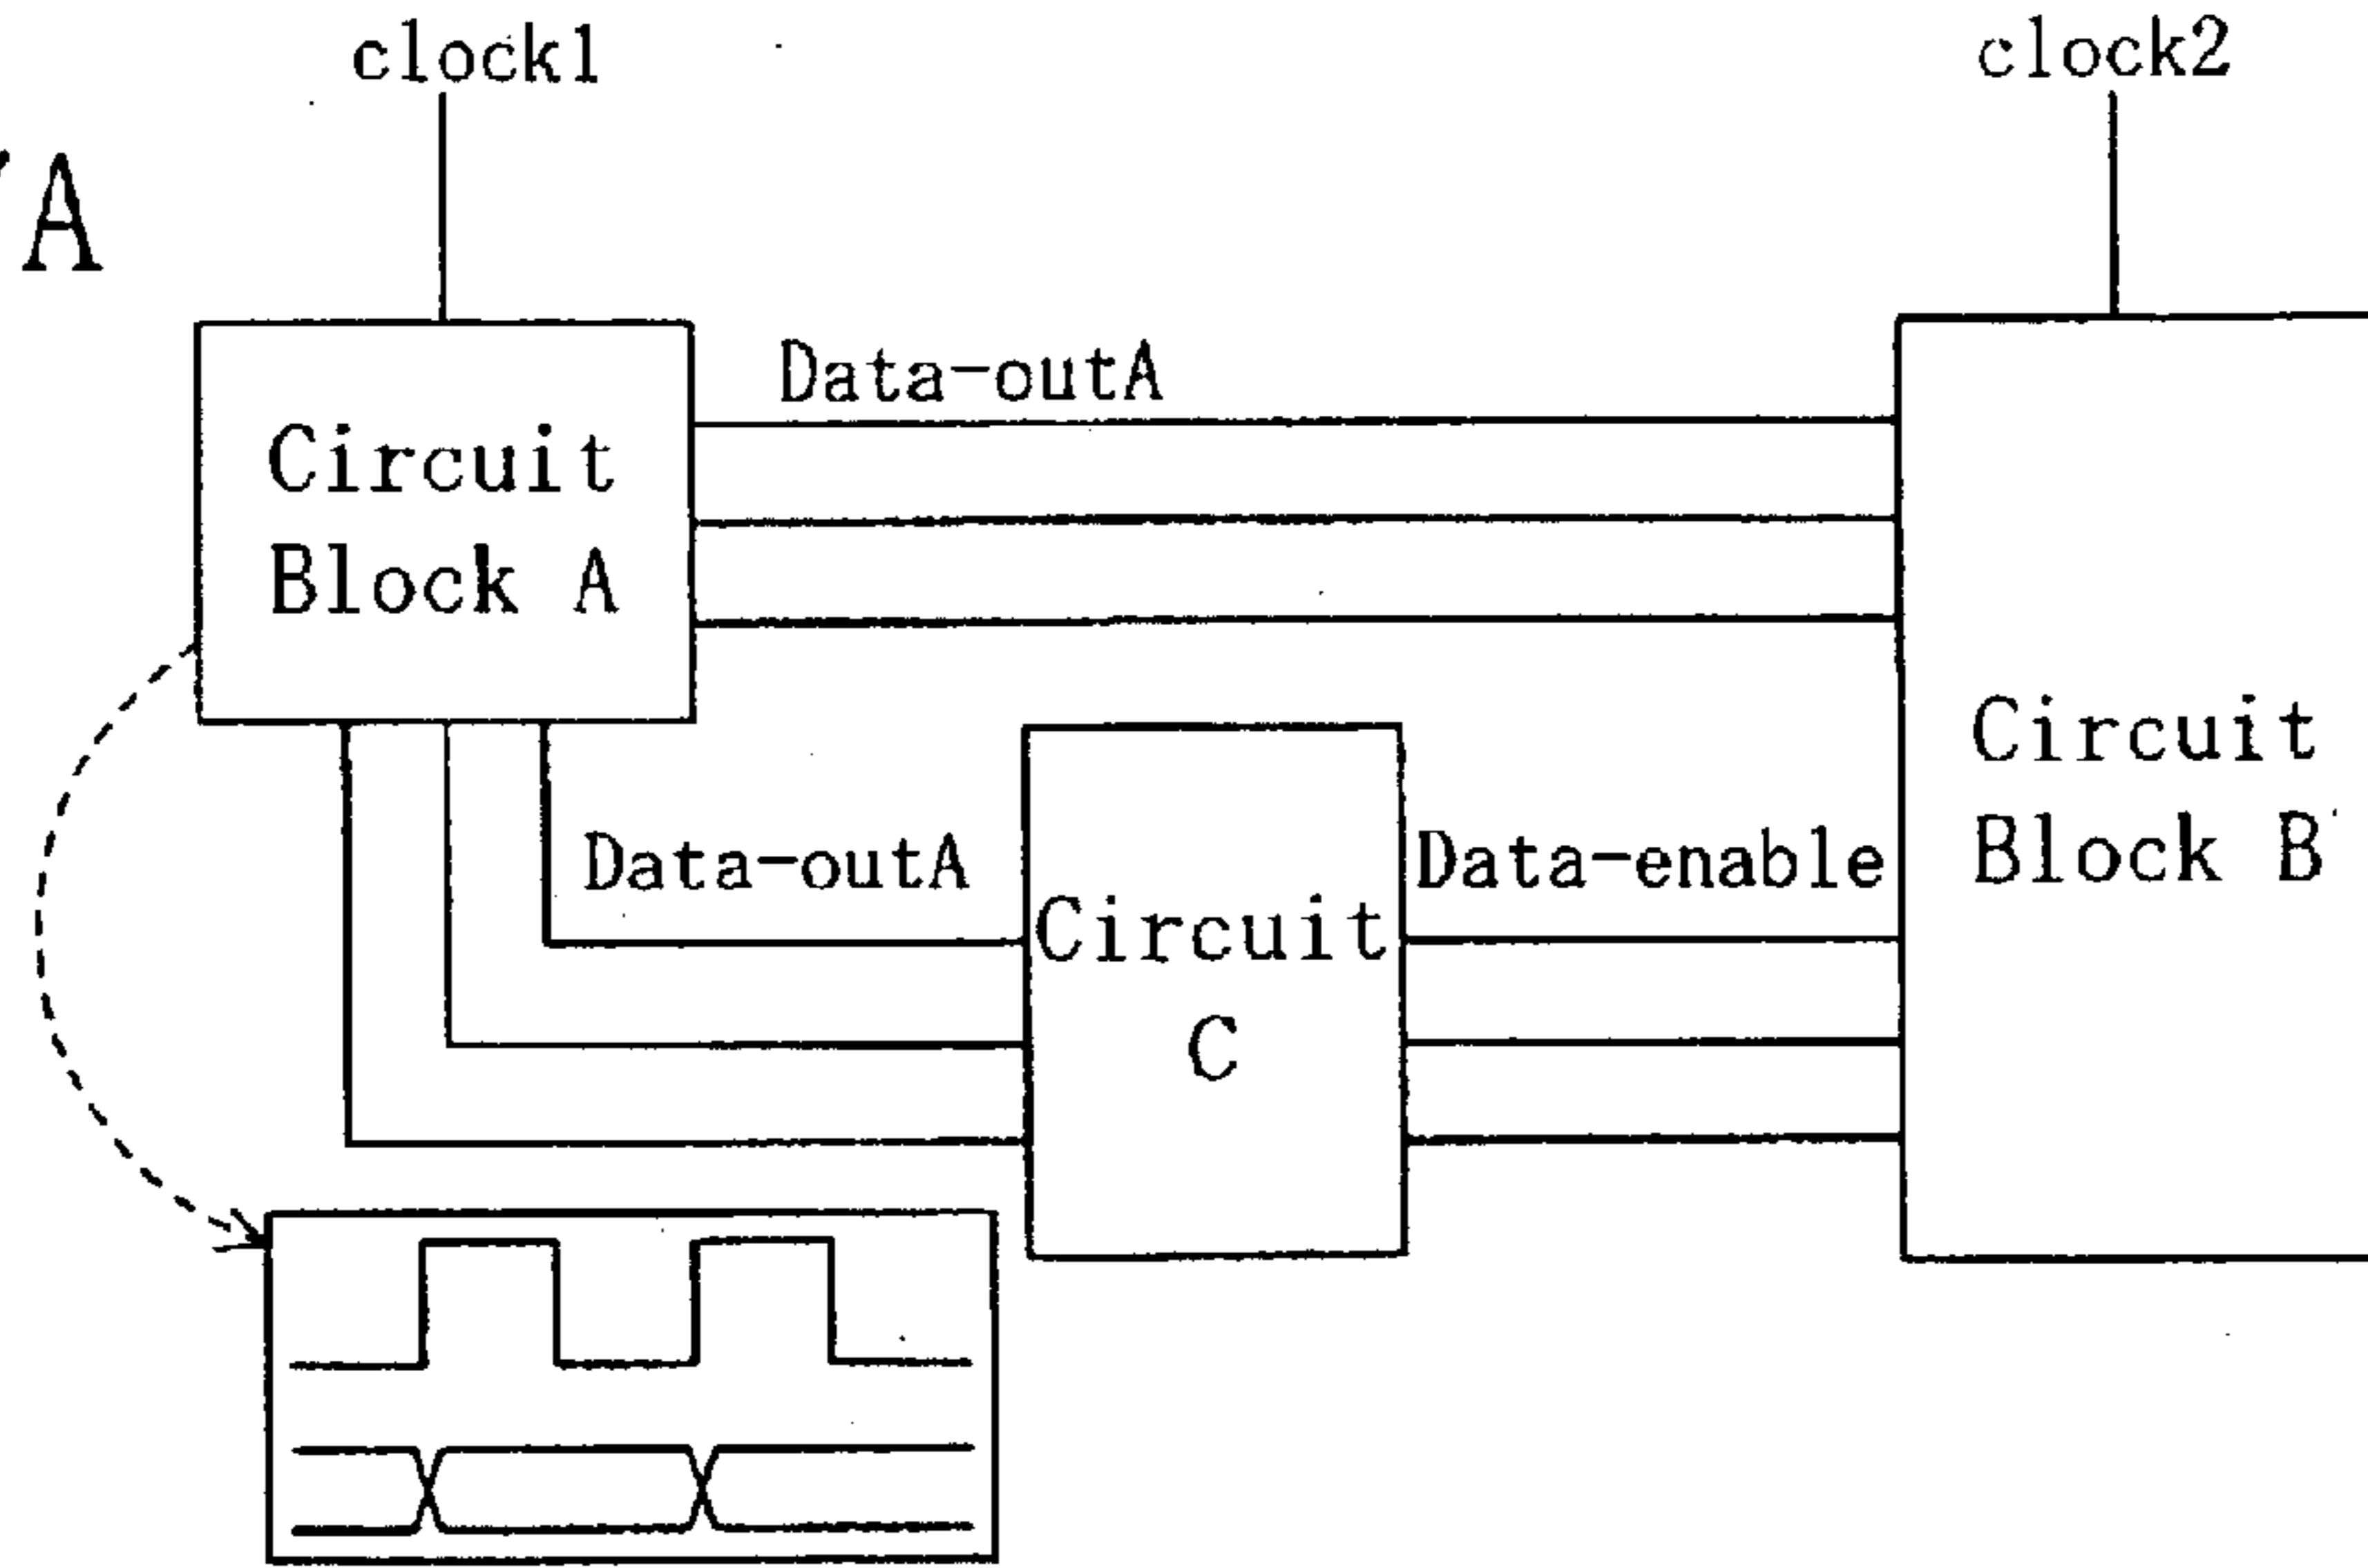 clock1
clock2
A
Data-outA
Circuit
Block A
Circuit
Block B
Data-outA
Data-enable
Circuit
C